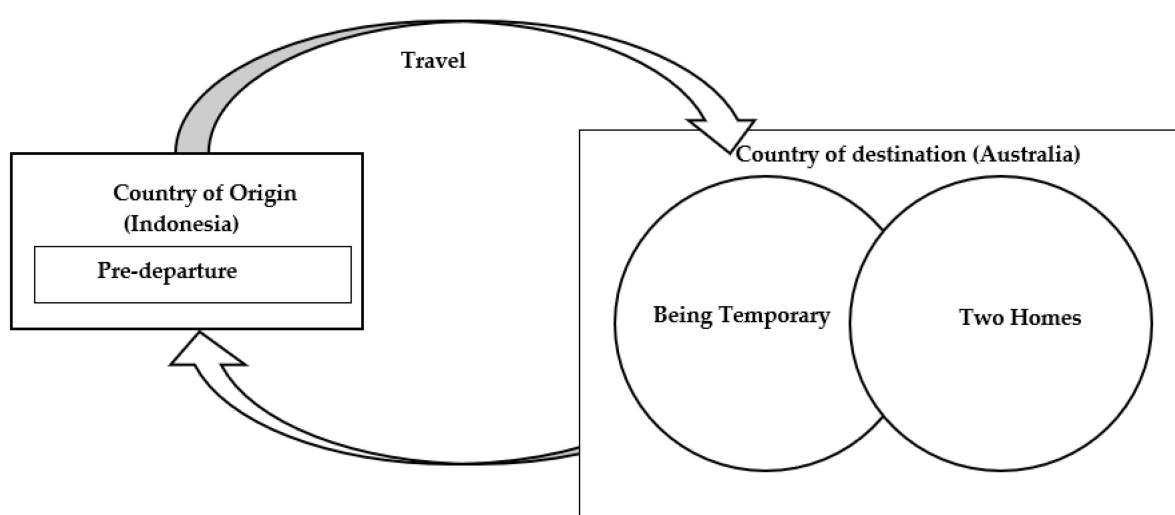 Travel
Country of destination (Australia)
Country of Origin
(Indonesia)
Pre-departure
Being Temporary
Two Homes